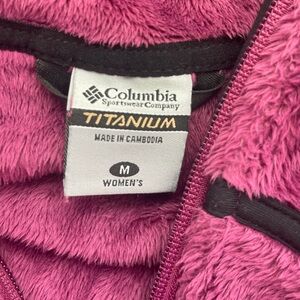 Columbia
Sportswear Company
TITANIUM
MADE IN CAMBODIA
M
WOMEN'S